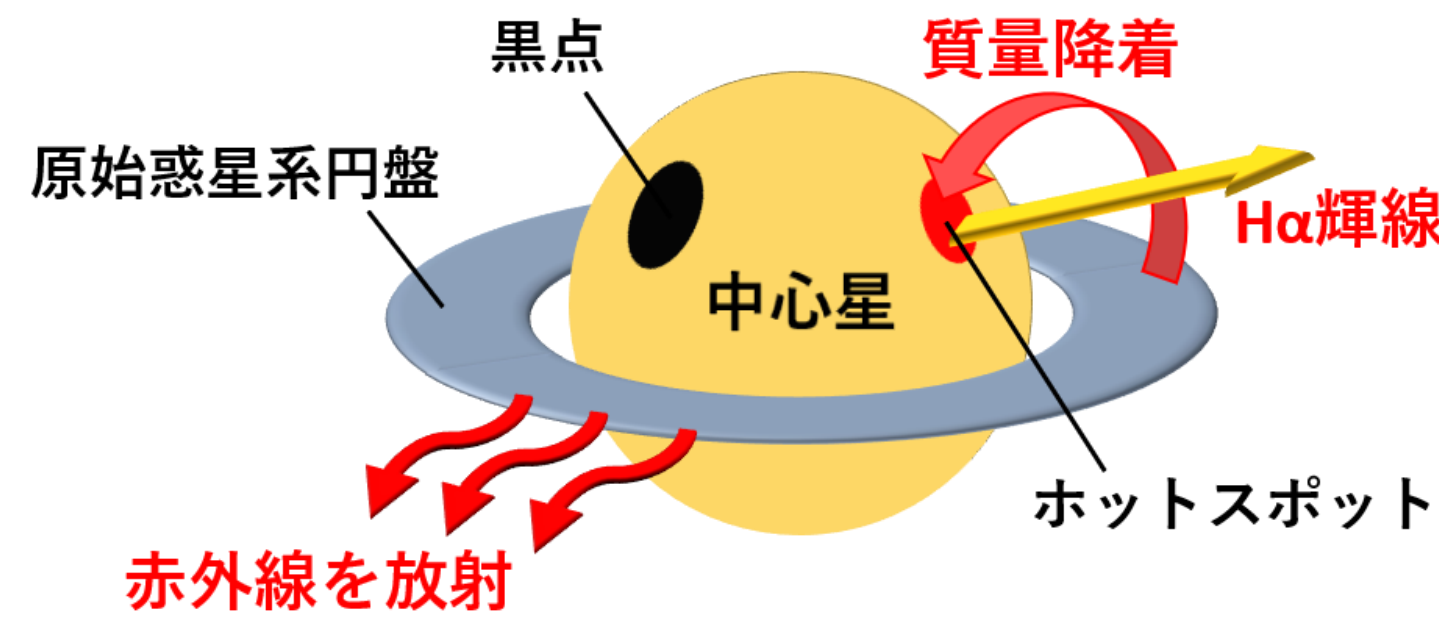 黒点
質量降着
原始惑星系円盤
Hα輝線
中心星
ホットスポット
赤外線を放射